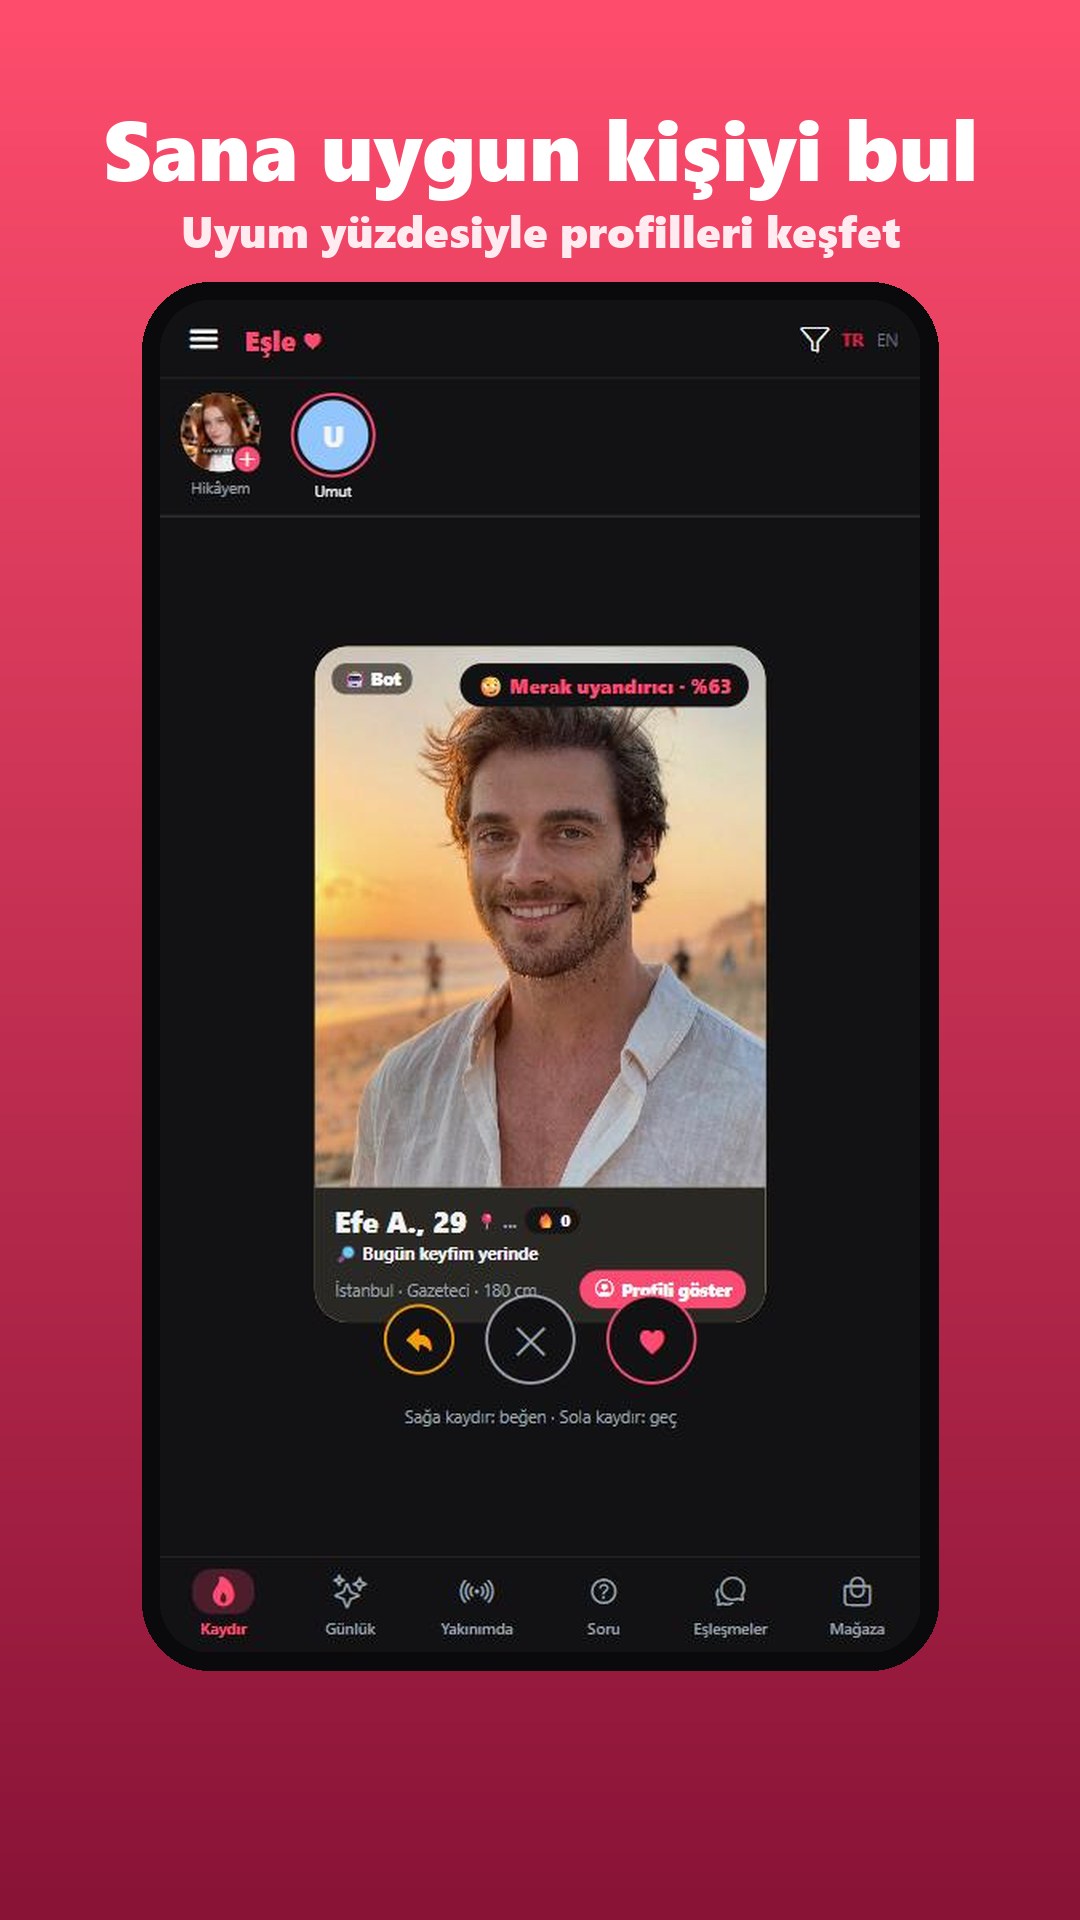 Sana uygun kişiyi bul
Uyum yüzdesiyle profilleri keşfet
Eşle
TR EN
U
Hikâyem
Umut
Bot
Merak uyandırıcı · %63
Efe A., 29 ... 0
Bugün keyfim yerinde
İstanbul · Gazeteci · 180 cm
Profili göster
Sağa kaydır: beğen · Sola kaydır: geç
Kaydır Günlük Yakınımda Soru Eşleşmeler Mağaza